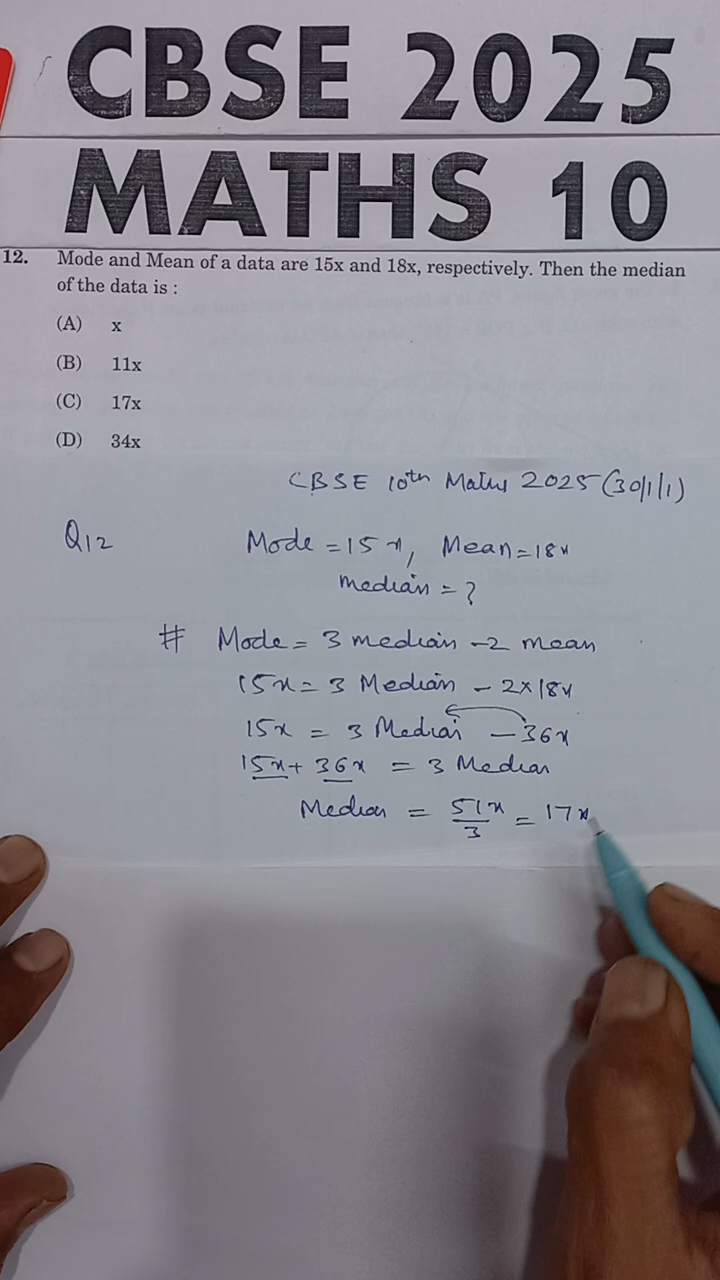 CBSE 2025
MATHS 10
12. Mode and Mean of a data are 15x and 18x, respectively. Then the median
of the data is :
(A) x
(B) 11x
(C) 17x
(D) 34x
CBSE 10th Maths 2025 (30/1/1)
Q12 Mode = 15x, Mean = 18x
median = ?
# Mode = 3 median - 2 mean
15x = 3 Median - 2×18x
15x = 3 Median - 36x
15x + 36x = 3 Median
Median = 51x/3 = 17x